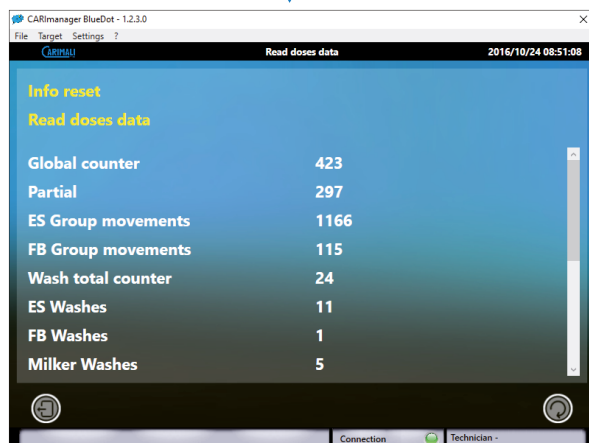 CARImanager BlueDot - 1.2.3.0
File Target Settings ?
CARIMALI Read doses data 2016/10/24 08:51:08
Info reset
Read doses data
Global counter 423
Partial 297
ES Group movements 1166
FB Group movements 115
Wash total counter 24
ES Washes 11
FB Washes 1
Milker Washes 5
Connection Technician -